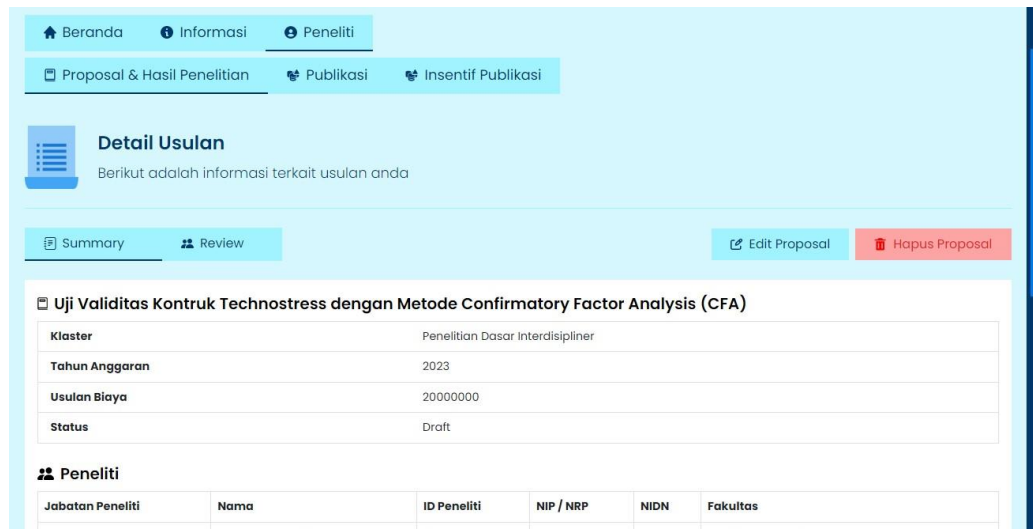 Beranda Informasi Peneliti
Proposal & Hasil Penelitian Publikasi Insentif Publikasi
Detail Usulan
Berikut adalah informasi terkait usulan anda
Summary Review Edit Proposal Hapus Proposal
Uji Validitas Kontruk Technostress dengan Metode Confirmatory Factor Analysis (CFA)
Klaster Penelitian Dasar Interdisipliner
Tahun Anggaran 2023
Usulan Biaya 20000000
Status Draft
Peneliti
Jabatan Peneliti Nama ID Peneliti NIP / NRP NIDN Fakultas